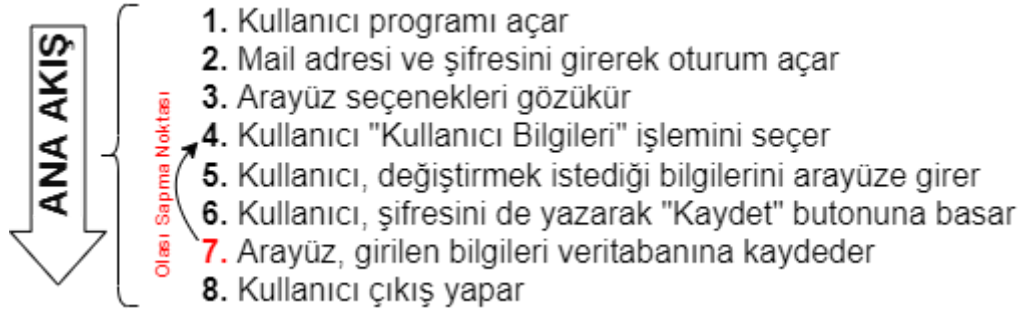 ANA AKIŞ
Olası Sapma Noktası
1. Kullanıcı programı açar
2. Mail adresi ve şifresini girerek oturum açar
3. Arayüz seçenekleri gözükür
4. Kullanıcı "Kullanıcı Bilgileri" işlemini seçer
5. Kullanıcı, değiştirmek istediği bilgilerini arayüze girer
6. Kullanıcı, şifresini de yazarak "Kaydet" butonuna basar
7. Arayüz, girilen bilgileri veritabanına kaydeder
8. Kullanıcı çıkış yapar